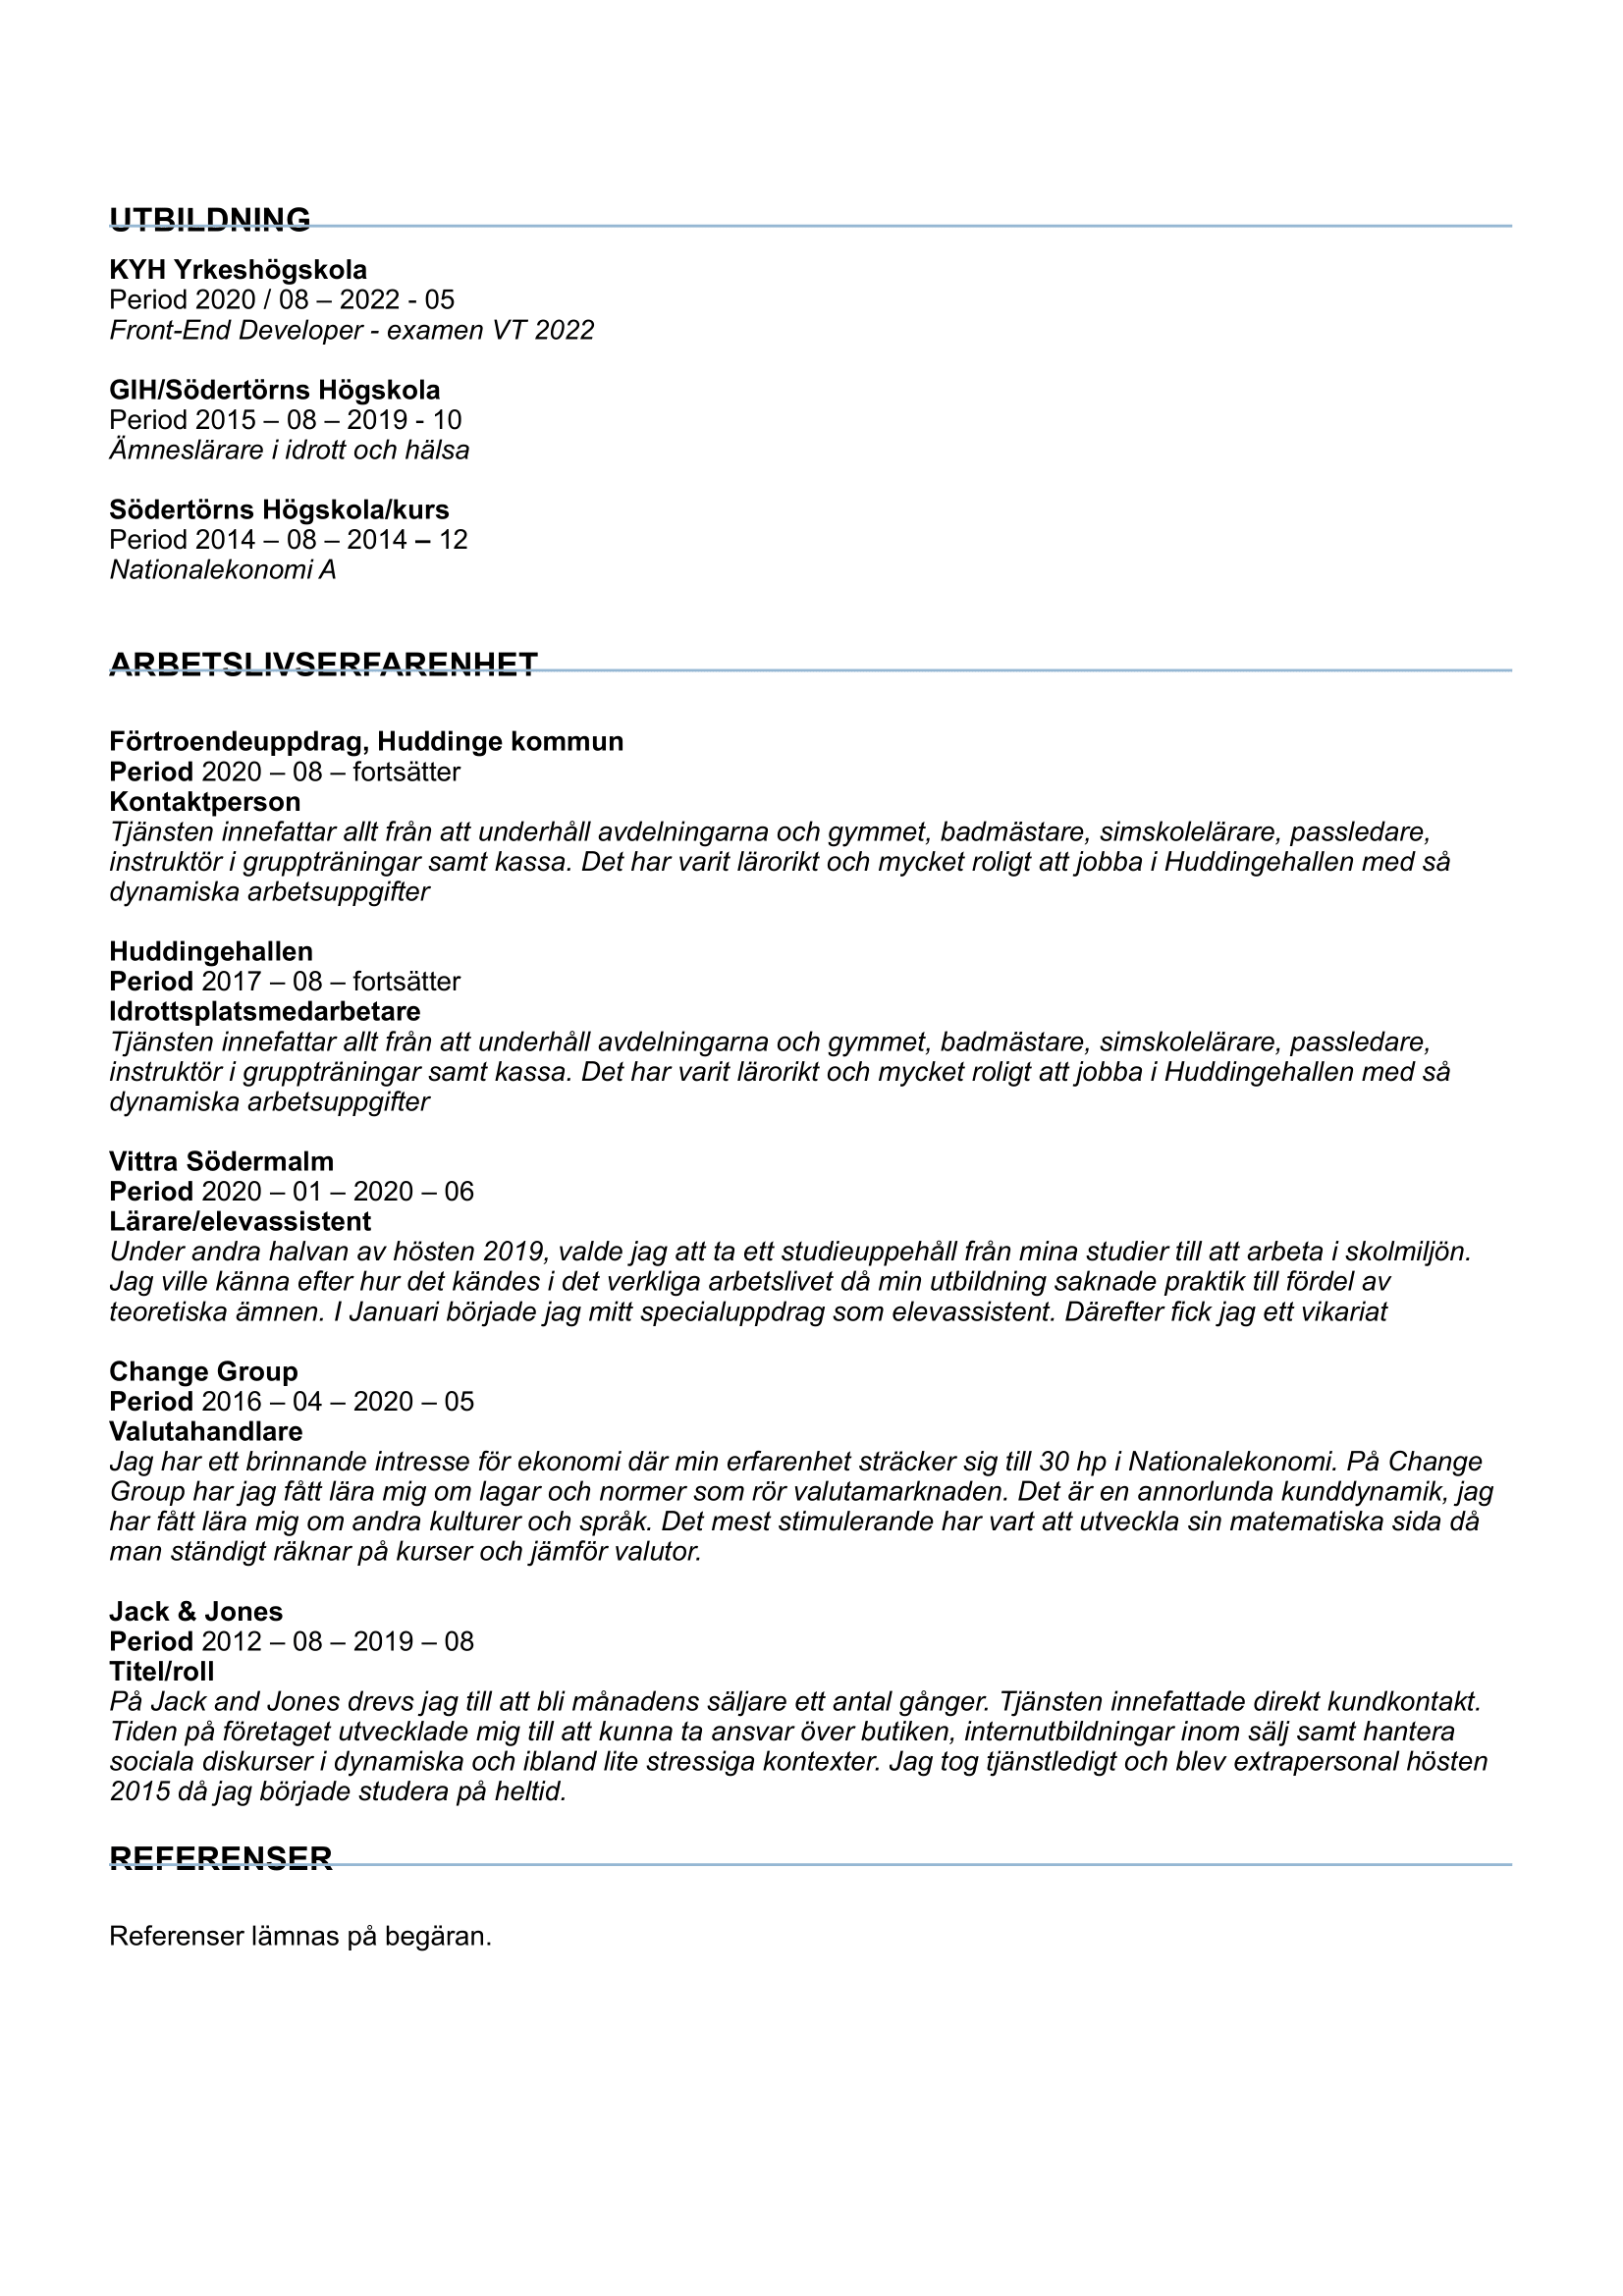 UTBILDNING
KYH Yrkeshögskola
Period 2020 / 08 – 2022 - 05
Front-End Developer - examen VT 2022
GIH/Södertörns Högskola
Period 2015 – 08 – 2019 - 10
Ämneslärare i idrott och hälsa
Södertörns Högskola/kurs
Period 2014 – 08 – 2014 – 12
Nationalekonomi A
ARBETSLIVSERFARENHET
Förtroendeuppdrag, Huddinge kommun
Period 2020 – 08 – fortsätter
Kontaktperson
Tjänsten innefattar allt från att underhåll avdelningarna och gymmet, badmästare, simskolelärare, passledare,
instruktör i gruppträningar samt kassa. Det har varit lärorikt och mycket roligt att jobba i Huddingehallen med så
dynamiska arbetsuppgifter
Huddingehallen
Period 2017 – 08 – fortsätter
Idrottsplatsmedarbetare
Tjänsten innefattar allt från att underhåll avdelningarna och gymmet, badmästare, simskolelärare, passledare,
instruktör i gruppträningar samt kassa. Det har varit lärorikt och mycket roligt att jobba i Huddingehallen med så
dynamiska arbetsuppgifter
Vittra Södermalm
Period 2020 – 01 – 2020 – 06
Lärare/elevassistent
Under andra halvan av hösten 2019, valde jag att ta ett studieuppehåll från mina studier till att arbeta i skolmiljön.
Jag ville känna efter hur det kändes i det verkliga arbetslivet då min utbildning saknade praktik till fördel av
teoretiska ämnen. I Januari började jag mitt specialuppdrag som elevassistent. Därefter fick jag ett vikariat
Change Group
Period 2016 – 04 – 2020 – 05
Valutahandlare
Jag har ett brinnande intresse för ekonomi där min erfarenhet sträcker sig till 30 hp i Nationalekonomi. På Change
Group har jag fått lära mig om lagar och normer som rör valutamarknaden. Det är en annorlunda kunddynamik, jag
har fått lära mig om andra kulturer och språk. Det mest stimulerande har vart att utveckla sin matematiska sida då
man ständigt räknar på kurser och jämför valutor.
Jack & Jones
Period 2012 – 08 – 2019 – 08
Titel/roll
På Jack and Jones drevs jag till att bli månadens säljare ett antal gånger. Tjänsten innefattade direkt kundkontakt.
Tiden på företaget utvecklade mig till att kunna ta ansvar över butiken, internutbildningar inom sälj samt hantera
sociala diskurser i dynamiska och ibland lite stressiga kontexter. Jag tog tjänstledigt och blev extrapersonal hösten
2015 då jag började studera på heltid.
REFERENSER
Referenser lämnas på begäran.